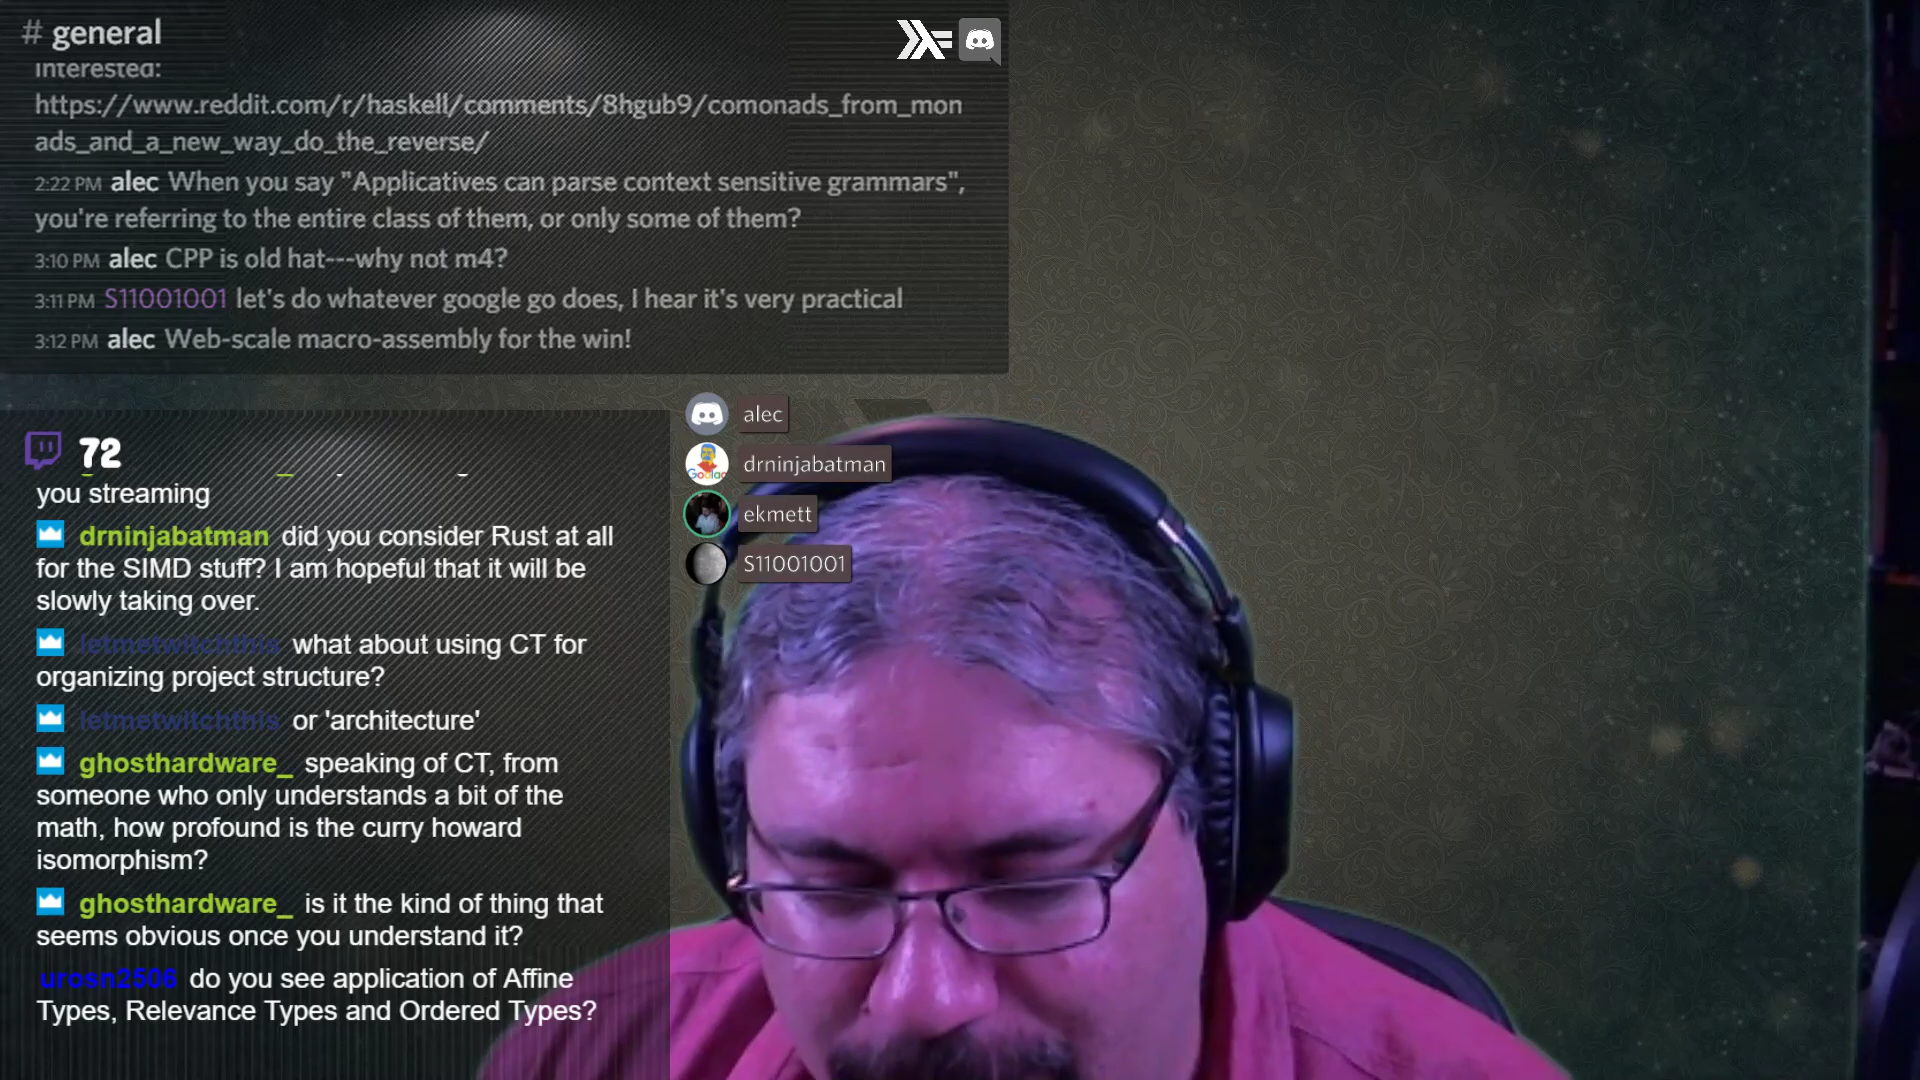 # general
interested:
https://www.reddit.com/r/haskell/comments/8hgub9/comonads_from_mon
ads_and_a_new_way_do_the_reverse/
2:22 PM alec When you say "Applicatives can parse context sensitive grammars",
you're referring to the entire class of them, or only some of them?
3:10 PM alec CPP is old hat---why not m4?
3:11 PM S11001001 let's do whatever google go does, I hear it's very practical
3:12 PM alec Web-scale macro-assembly for the win!
alec
drninjabatman
ekmett
S11001001
72
you streaming
drninjabatman did you consider Rust at all
for the SIMD stuff? I am hopeful that it will be
slowly taking over.
letmetwitchthis what about using CT for
organizing project structure?
letmetwitchthis or 'architecture'
ghosthardware_ speaking of CT, from
someone who only understands a bit of the
math, how profound is the curry howard
isomorphism?
ghosthardware_ is it the kind of thing that
seems obvious once you understand it?
urosn2506 do you see application of Affine
Types, Relevance Types and Ordered Types?